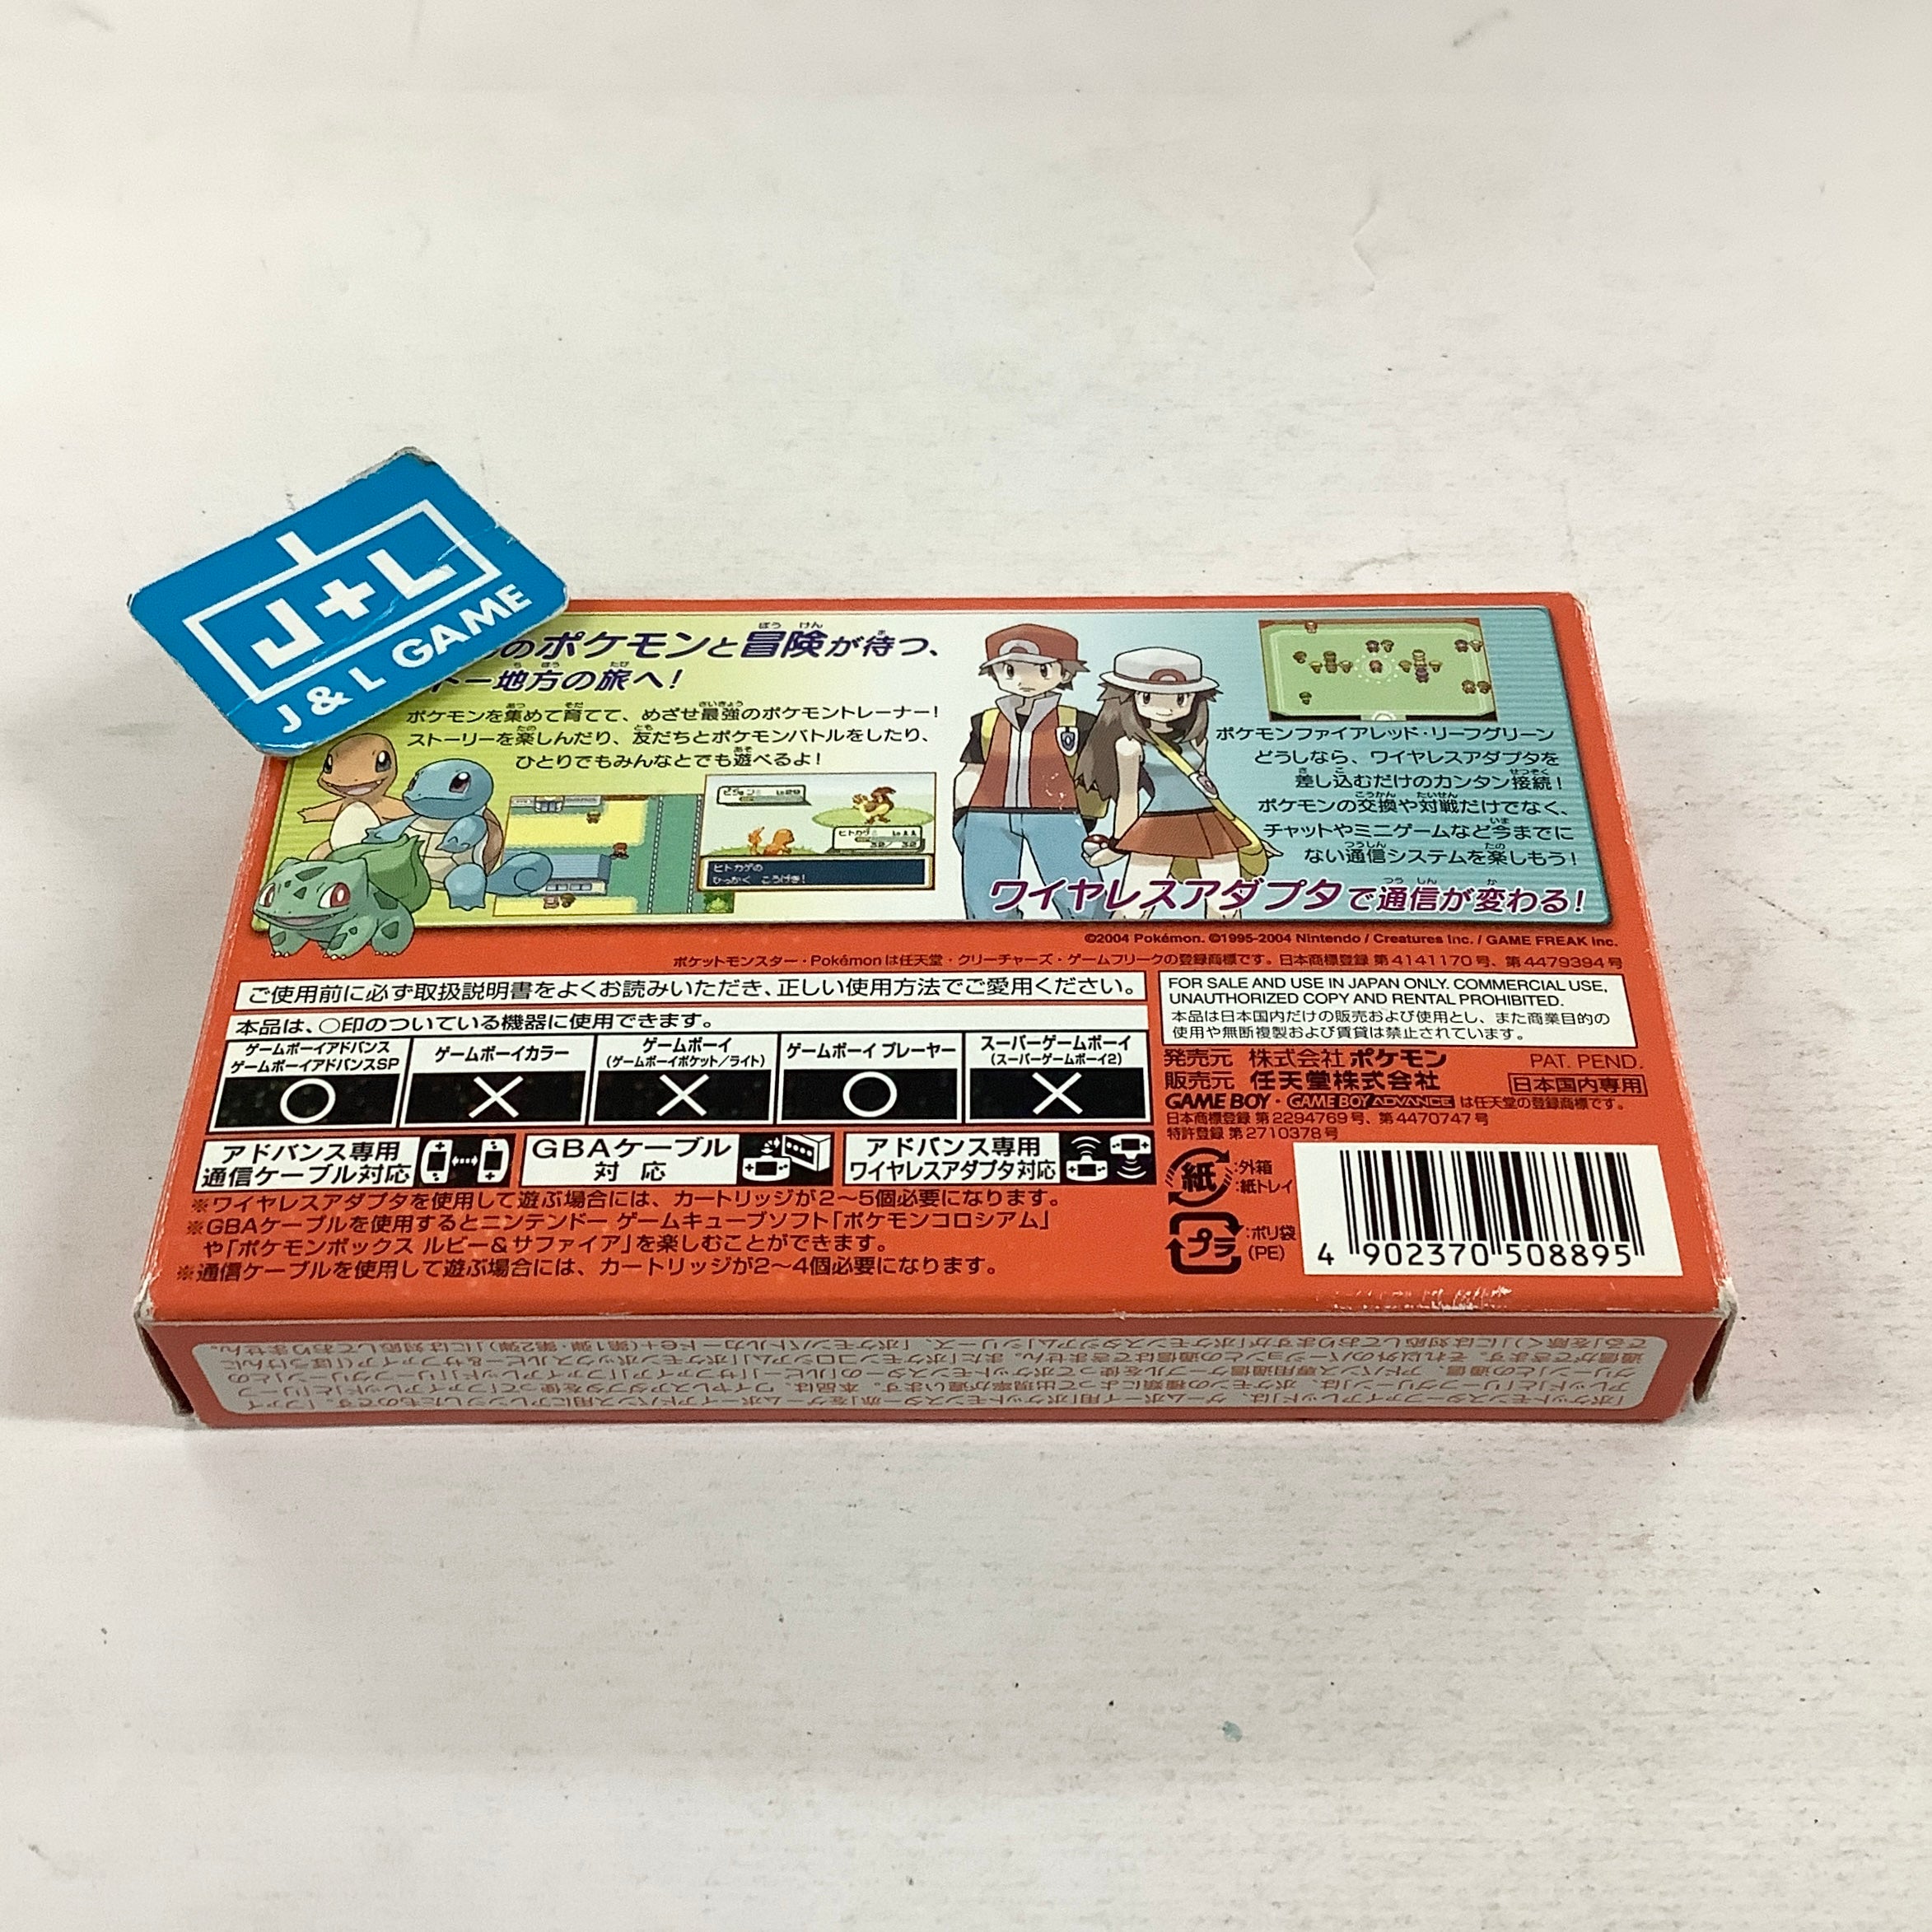 J+L
J & L GAME
のポケモンと冒険が待つ、
トー地方の旅へ!
ポケモンを集めて育てて、めざせ最強のポケモントレーナー!
ストーリーを楽しんだり、友だちとポケモンバトルをしたり、
ひとりでもみんなとでも遊べるよ!
ヒトカゲの
ひっかく こうげき!
ポケモンファイアレッド・リーフグリーン
どうしなら、ワイヤレスアダプタを
差し込むだけのカンタン接続!
ポケモンの交換や対戦だけでなく、
チャットやミニゲームなど今までに
ない通信システムを楽しもう!
ワイヤレスアダプタで通信が変わる!
©2004 Pokémon. ©1995-2004 Nintendo / Creatures Inc. / GAME FREAK inc.
ポケットモンスター・Pokémonは任天堂・クリーチャーズ・ゲームフリークの登録商標です。日本商標登録 第4141170号、第4479394号
ご使用前に必ず取扱説明書をよくお読みいただき、正しい使用方法でご愛用ください。
本品は、○印のついている機器に使用できます。
ゲームボーイアドバンス
ゲームボーイアドバンスSP
○
ゲームボーイカラー
×
ゲームボーイ
(ゲームボーイポケット/ライト)
×
ゲームボーイ プレーヤー
○
スーパーゲームボーイ
(スーパーゲームボーイ2)
×
アドバンス専用
通信ケーブル対応
GBAケーブル
対応
アドバンス専用
ワイヤレスアダプタ対応
※ワイヤレスアダプタを使用して遊ぶ場合には、カートリッジが2〜5個必要になります。
※GBAケーブルを使用するとニンテンドー ゲームキューブソフト「ポケモンコロシアム」
や「ポケモンボックス ルビー&サファイア」を楽しむことができます。
※通信ケーブルを使用して遊ぶ場合には、カートリッジが2〜4個必要になります。
FOR SALE AND USE IN JAPAN ONLY. COMMERCIAL USE,
UNAUTHORIZED COPY AND RENTAL PROHIBITED.
本品は日本国内だけの販売および使用とし、また商業目的の
使用や無断複製および賃貸は禁止されています。
発売元 株式会社ポケモン
PAT. PEND.
販売元 任天堂株式会社
日本国内専用
GAME BOY・GAME BOY ADVANCE は任天堂の登録商標です。
日本商標登録 第2294769号、第4470747号
特許登録 第2710378号
紙
:外箱
:紙トレイ
プラ
:ポリ袋
(PE)
4 902370 508895